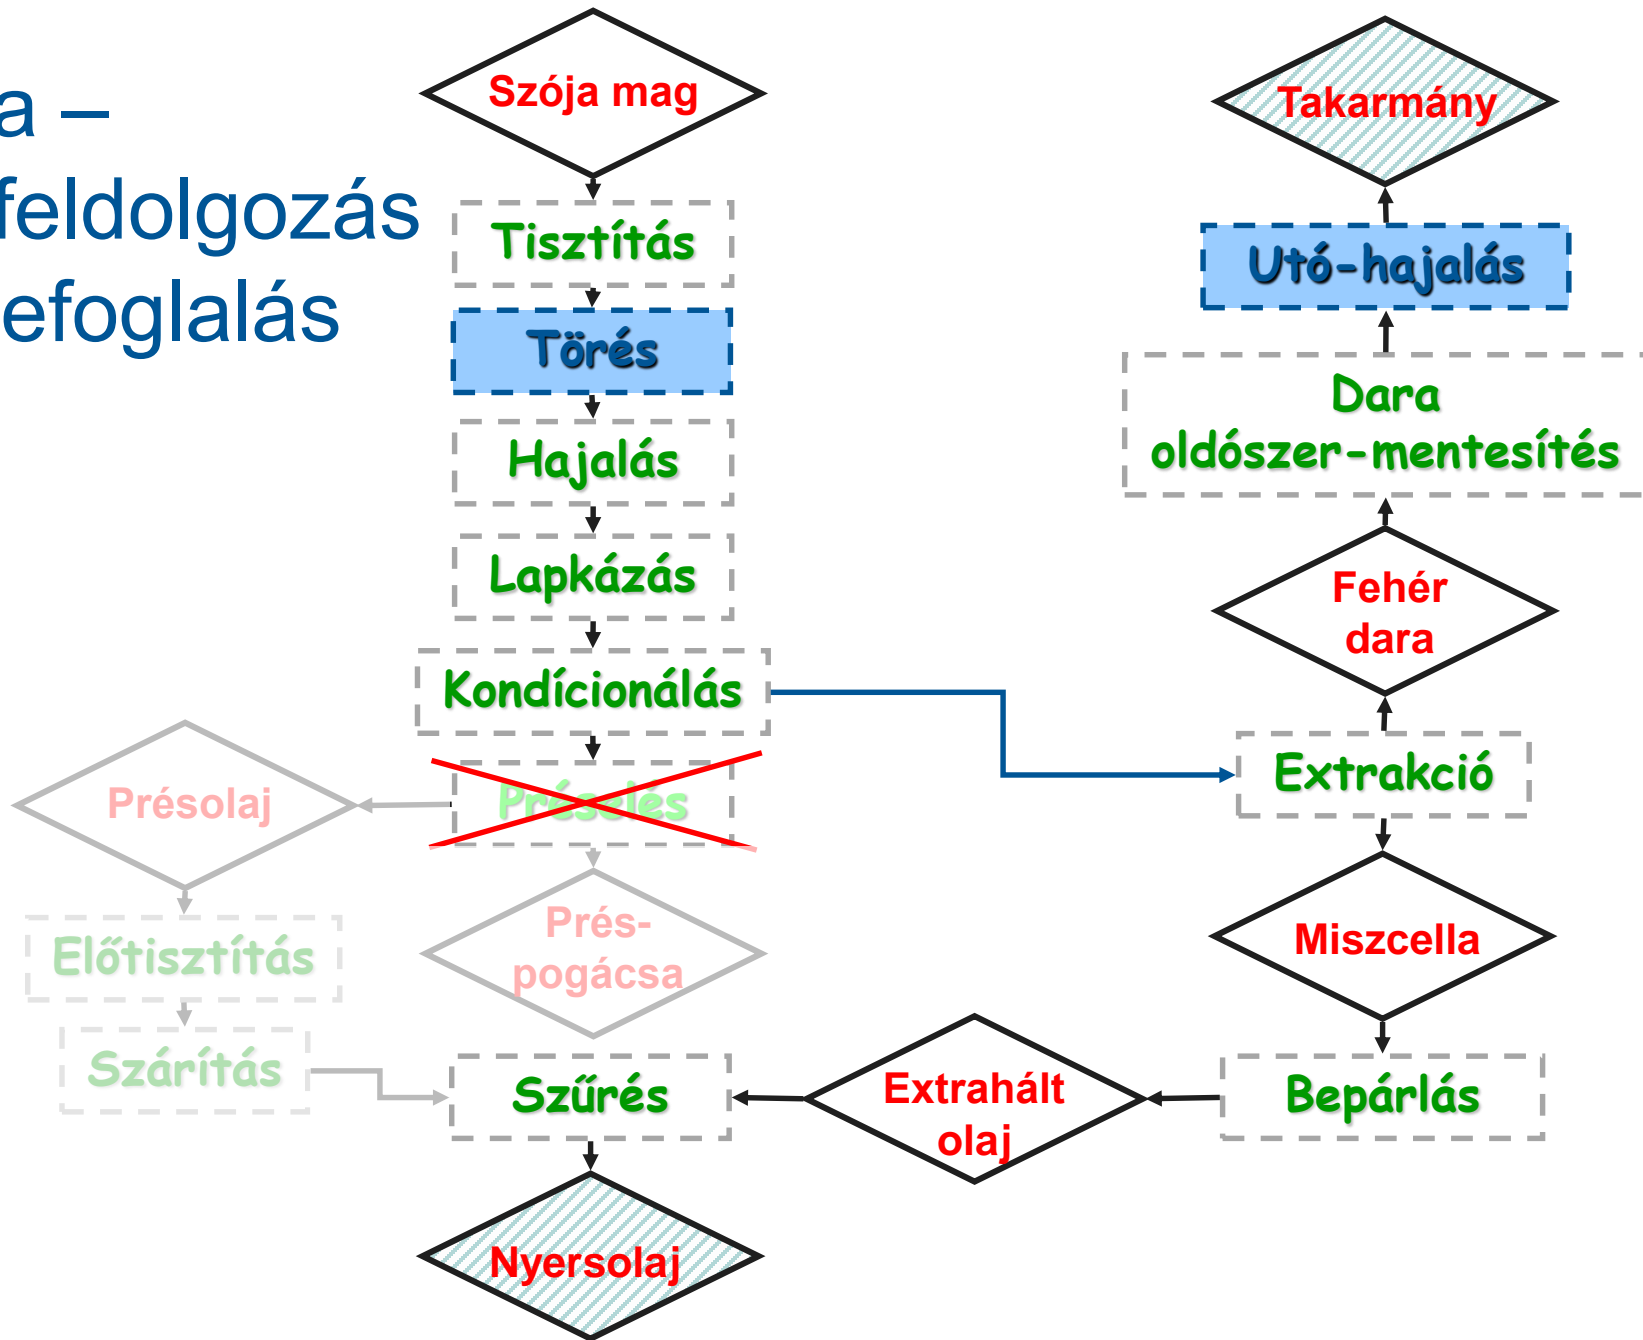 a –
feldolgozás
efoglalás
Szója mag
Tisztítás
Törés
Hajalás
Lapkázás
Kondícionálás
Préselés
Présolaj
Előtisztítás
Szárítás
Prés-
pogácsa
Szűrés
Nyersolaj
Takarmány
Utó-hajalás
Dara
oldószer-mentesítés
Fehér
dara
Extrakció
Miszcella
Bepárlás
Extrahált
olaj